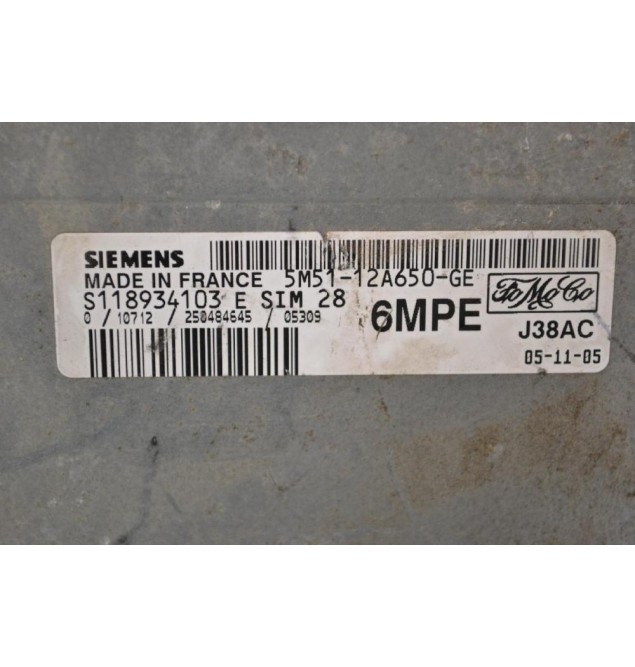 SIEMENS
MADE IN FRANCE 5M51-12A650-GE
S118934103 E SIM 28
0 / 10712 / 250484645 / 05309
6MPE
FoMoCo
J38AC
05-11-05